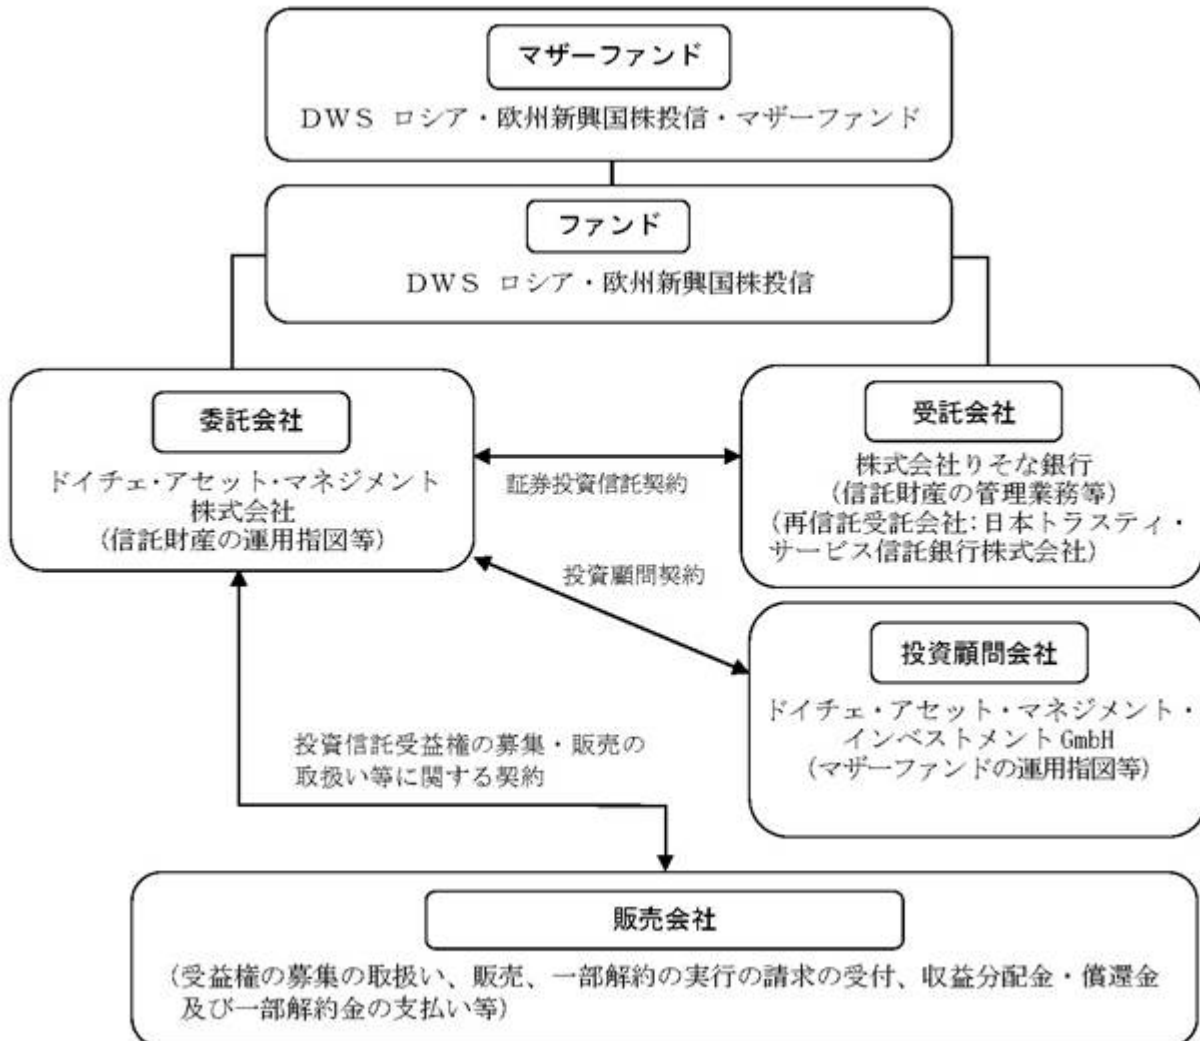 マザーファンド
DWS ロシア・欧州新興国株投信・マザーファンド
ファンド
DWS ロシア・欧州新興国株投信
委託会社
ドイチェ・アセット・マネジメント
株式会社
(信託財産の運用指図等)
証券投資信託契約
受託会社
株式会社りそな銀行
(信託財産の管理業務等)
(再信託受託会社:日本トラスティ・
サービス信託銀行株式会社)
投資顧問契約
投資顧問会社
ドイチェ・アセット・マネジメント・
インベストメントGmbH
(マザーファンドの運用指図等)
投資信託受益権の募集・販売の
取扱い等に関する契約
販売会社
(受益権の募集の取扱い、販売、一部解約の実行の請求の受付、収益分配金・償還金
及び一部解約金の支払い等)